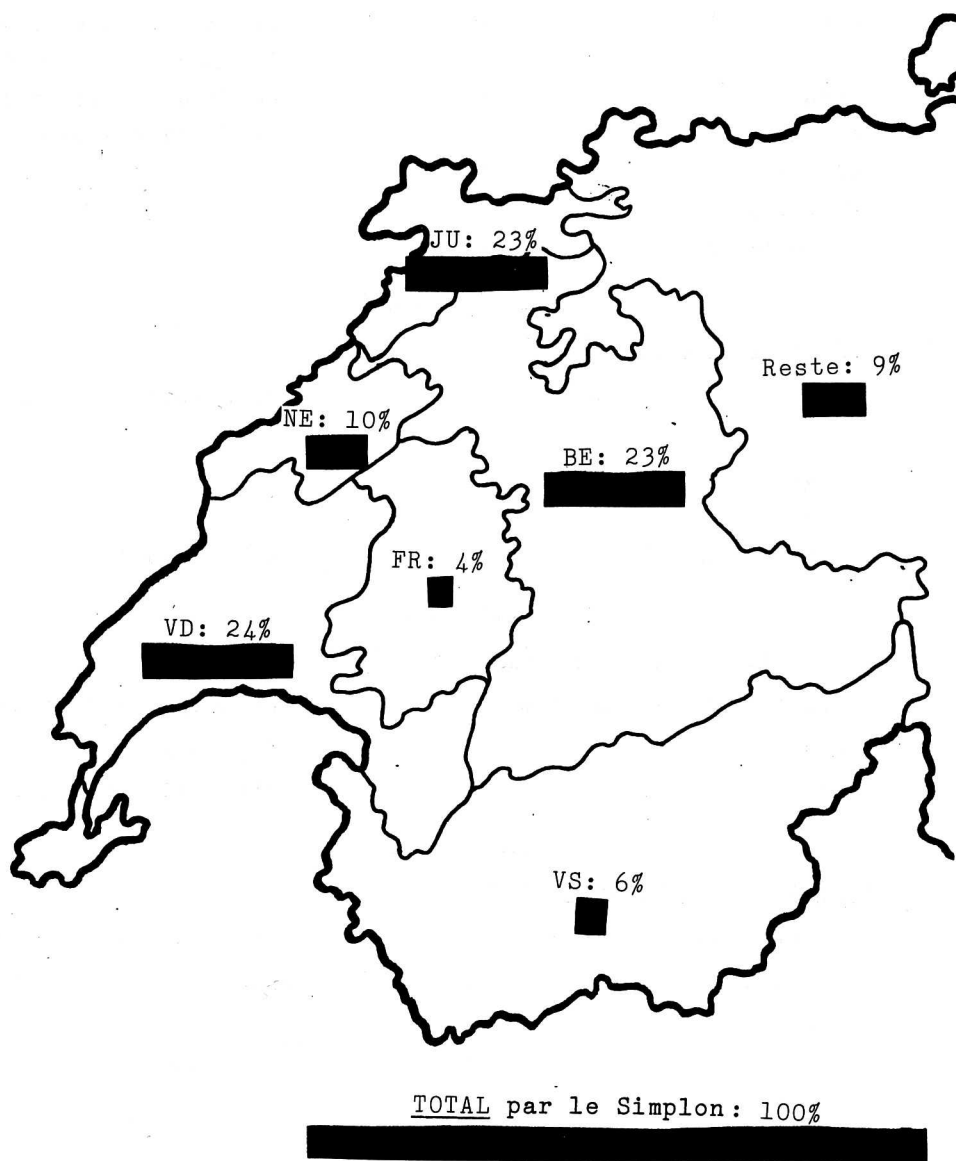 JU: 23%
Reste: 9%
NE: 10%
BE: 23%
FR: 4%
VD: 24%
VS: 6%
TOTAL par le Simplon: 100%